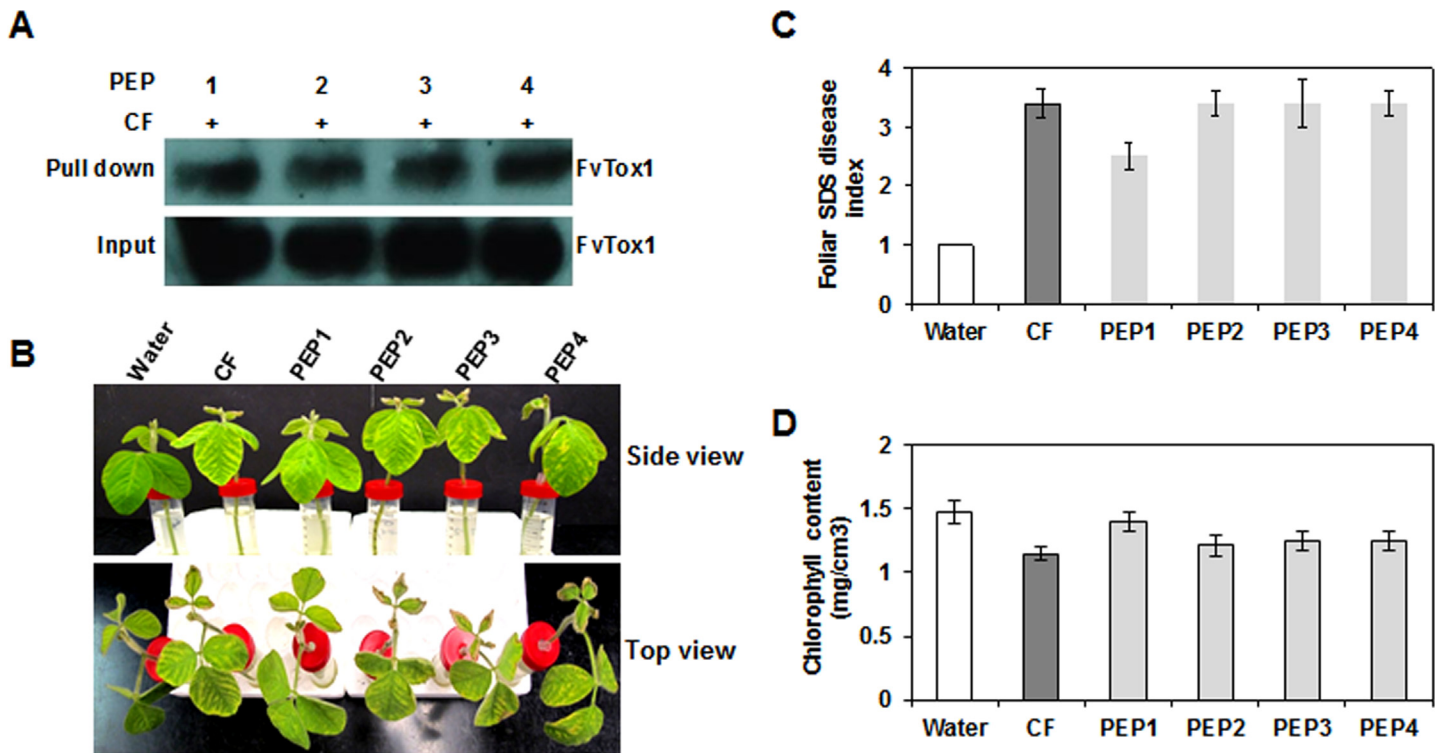 A
PEP 1 2 3 4
CF + + + +
Pull down FvTox1
Input FvTox1
B
Water CF PEP1 PEP2 PEP3 PEP4
Side view
Top view
C
Foliar SDS disease
index
4
3
2
1
0
Water CF PEP1 PEP2 PEP3 PEP4
D
Chlorophyll content
(mg/cm3)
2
1.5
1
0.5
0
Water CF PEP1 PEP2 PEP3 PEP4